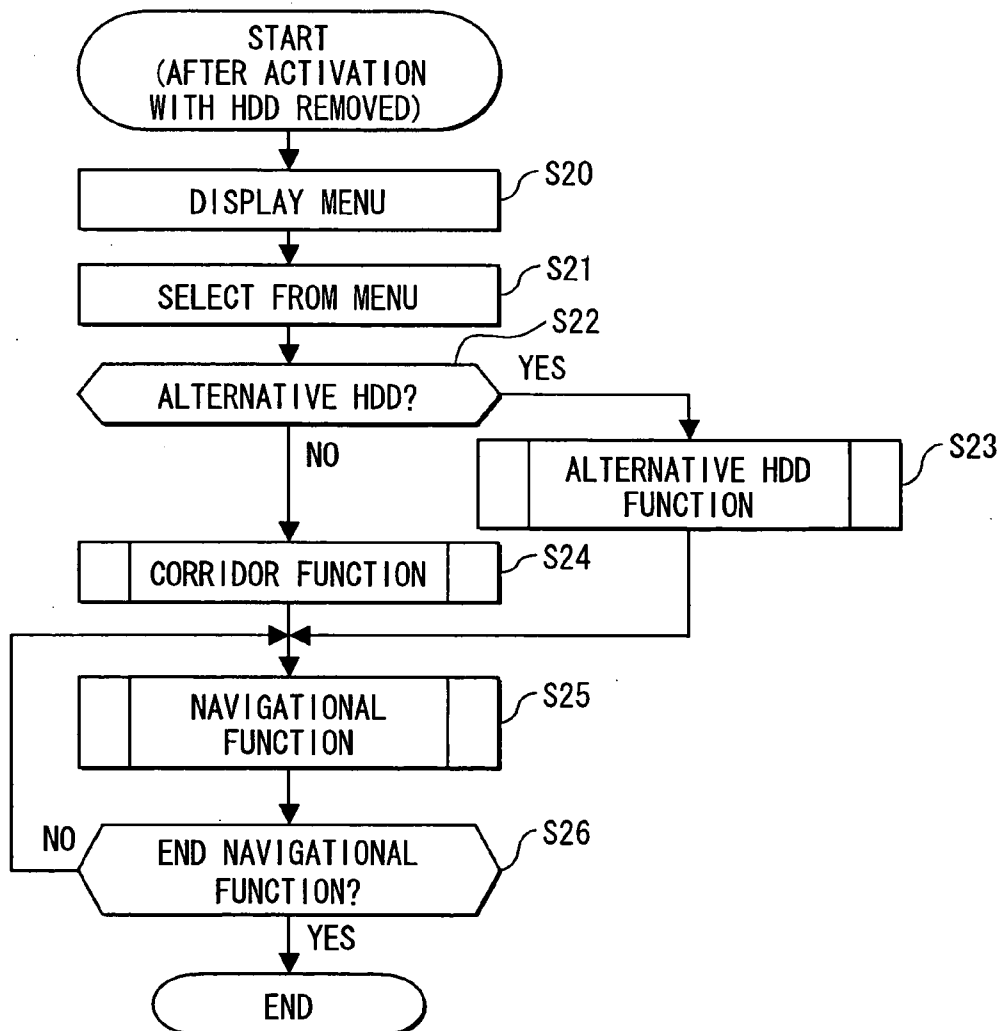 START
(AFTER ACTIVATION
WITH HDD REMOVED)
DISPLAY MENU
S20
SELECT FROM MENU
S21
S22
ALTERNATIVE HDD?
YES
NO
ALTERNATIVE HDD
FUNCTION
S23
CORRIDOR FUNCTION
S24
NAVIGATIONAL
FUNCTION
S25
NO
END NAVIGATIONAL
FUNCTION?
S26
YES
END